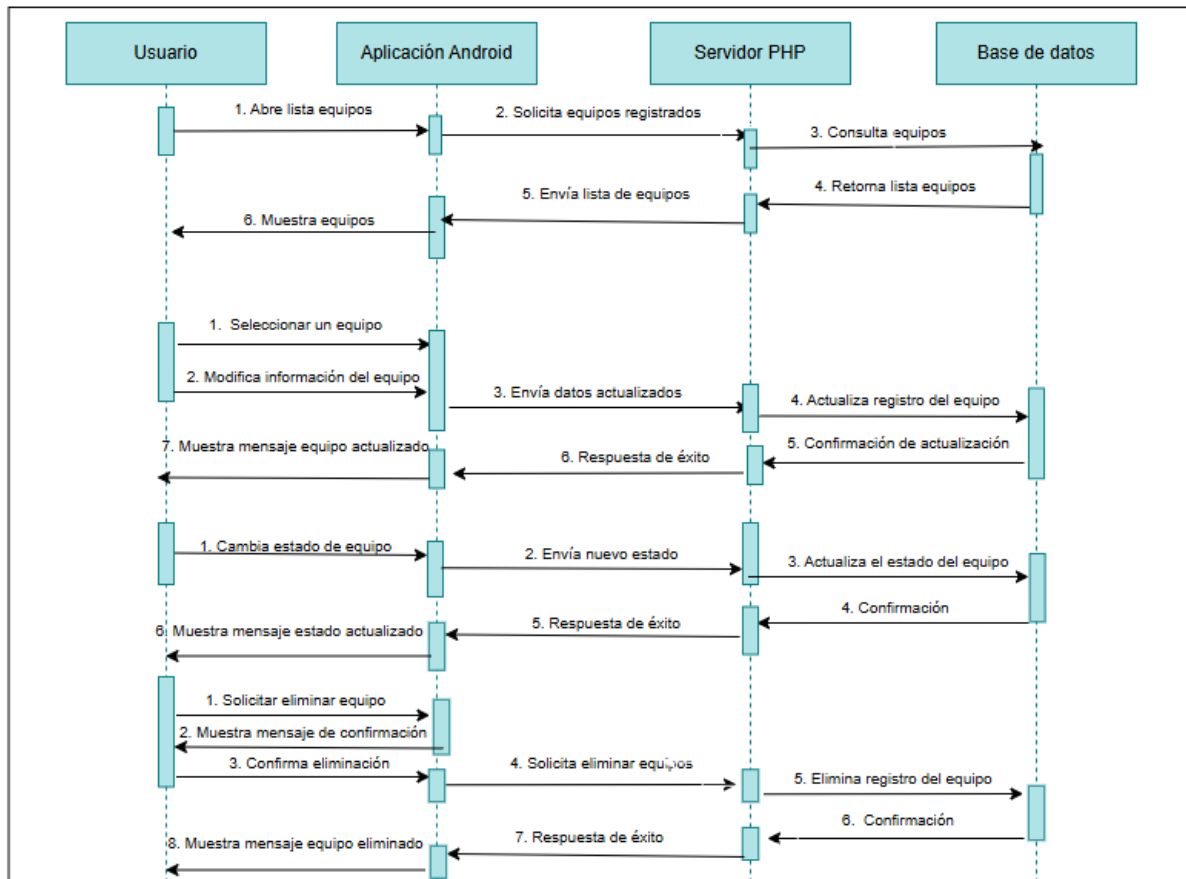 Usuario
Aplicación Android
Servidor PHP
Base de datos
1. Abre lista equipos
2. Solicita equipos registrados
3. Consulta equipos
4. Retorna lista equipos
5. Envía lista de equipos
6. Muestra equipos
1. Seleccionar un equipo
2. Modifica información del equipo
3. Envía datos actualizados
4. Actualiza registro del equipo
5. Confirmación de actualización
6. Respuesta de éxito
7. Muestra mensaje equipo actualizado
1. Cambia estado de equipo
2. Envía nuevo estado
3. Actualiza el estado del equipo
4. Confirmación
5. Respuesta de éxito
6. Muestra mensaje estado actualizado
1. Solicitar eliminar equipo
2. Muestra mensaje de confirmación
3. Confirma eliminación
4. Solicita eliminar equipos
5. Elimina registro del equipo
6. Confirmación
7. Respuesta de éxito
8. Muestra mensaje equipo eliminado